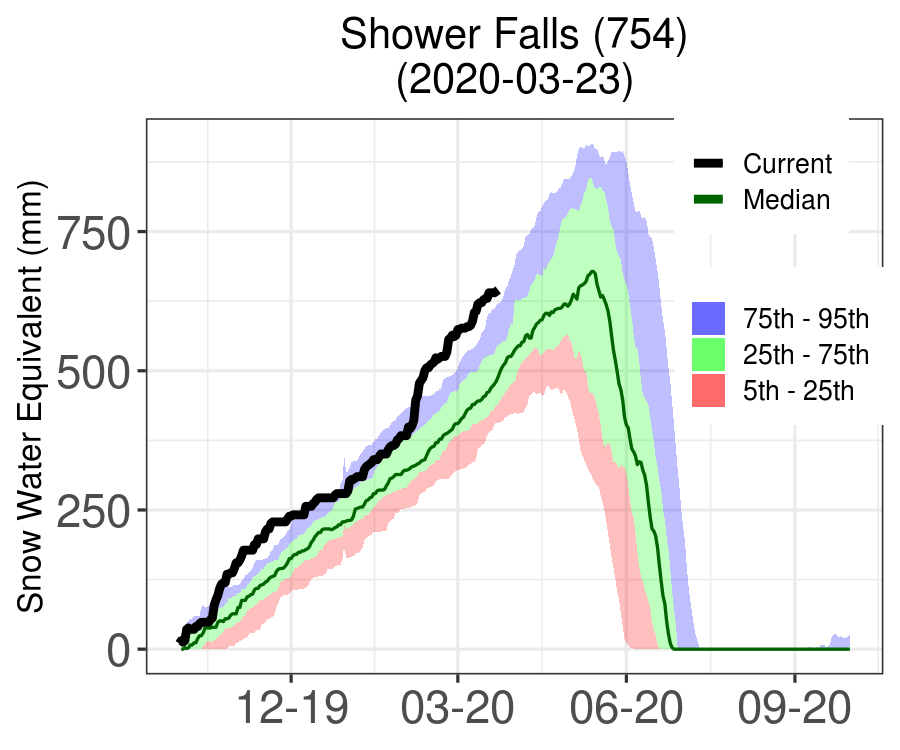 Shower Falls (754)
(2020-03-23)
Snow Water Equivalent (mm)
750
500
250
0
12-19
03-20
06-20
09-20
Current
Median
75th - 95th
25th - 75th
5th - 25th